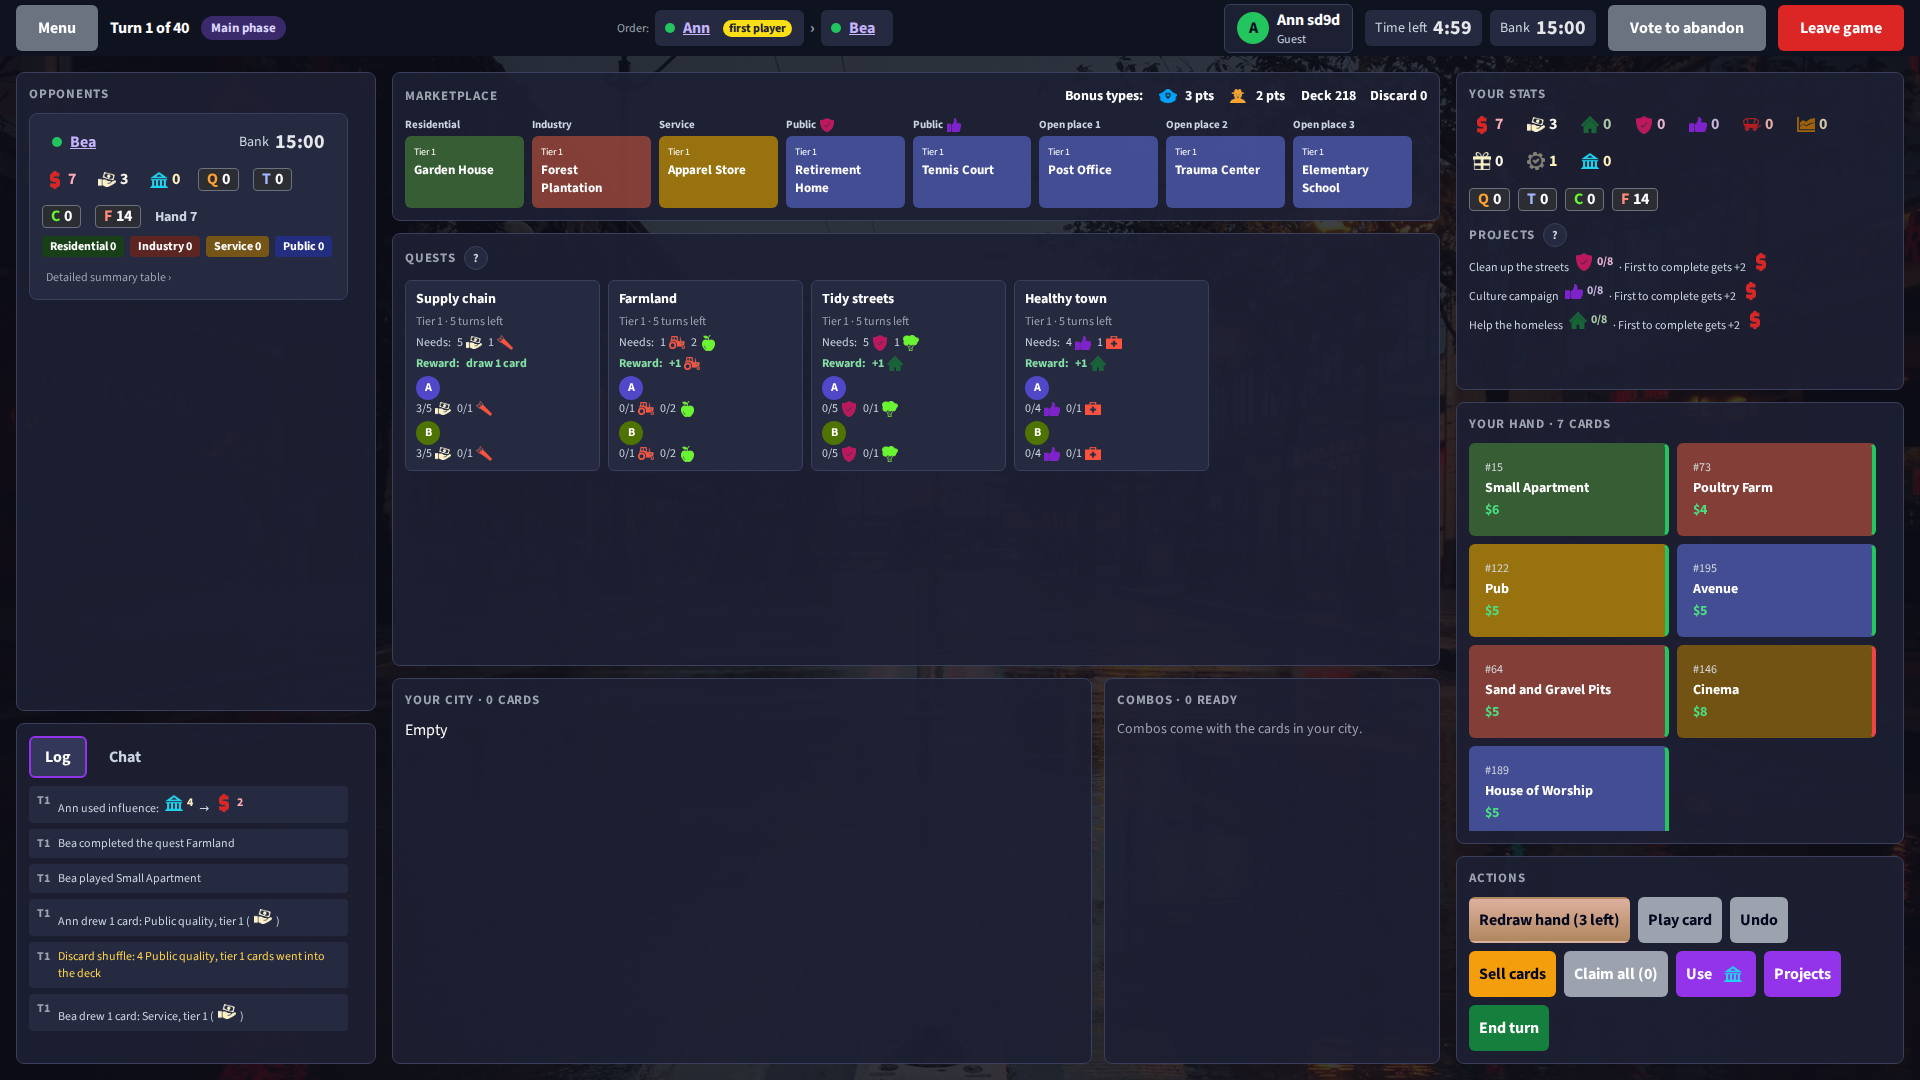 Menu
Turn 1 of 40
Main phase
Order:
Ann first player › Bea
A
Ann sd9d
Guest
Time left 4:59
Bank 15:00
Vote to abandon
Leave game
OPPONENTS
Bea
Bank 15:00
7 3 0 Q 0 T 0
C 0 F 14 Hand 7
Residential 0 Industry 0 Service 0 Public 0
Detailed summary table ›
MARKETPLACE
Bonus types: 3 pts 2 pts Deck 218 Discard 0
Residential
Tier 1
Garden House
Industry
Tier 1
Forest
Plantation
Service
Tier 1
Apparel Store
Public
Tier 1
Retirement
Home
Public
Tier 1
Tennis Court
Open place 1
Tier 1
Post Office
Open place 2
Tier 1
Trauma Center
Open place 3
Tier 1
Elementary
School
QUESTS ?
Supply chain
Tier 1 · 5 turns left
Needs: 5 1
Reward: draw 1 card
A
3/5 0/1
B
3/5 0/1
Farmland
Tier 1 · 5 turns left
Needs: 1 2
Reward: +1
A
0/1 0/2
B
0/1 0/2
Tidy streets
Tier 1 · 5 turns left
Needs: 5 1
Reward: +1
A
0/5 0/1
B
0/5 0/1
Healthy town
Tier 1 · 5 turns left
Needs: 4 1
Reward: +1
A
0/4 0/1
B
0/4 0/1
YOUR CITY · 0 CARDS
Empty
COMBOS · 0 READY
Combos come with the cards in your city.
YOUR STATS
7 3 0 0 0 0 0
0 1 0
Q 0 T 0 C 0 F 14
PROJECTS ?
Clean up the streets 0/8 · First to complete gets +2
Culture campaign 0/8 · First to complete gets +2
Help the homeless 0/8 · First to complete gets +2
YOUR HAND · 7 CARDS
#15
Small Apartment
$6
#73
Poultry Farm
$4
#122
Pub
$5
#195
Avenue
$5
#64
Sand and Gravel Pits
$5
#146
Cinema
$8
#189
House of Worship
$5
Log
Chat
T1 Ann used influence: 4 → 2
T1 Bea completed the quest Farmland
T1 Bea played Small Apartment
T1 Ann drew 1 card: Public quality, tier 1 ( )
T1 Discard shuffle: 4 Public quality, tier 1 cards went into
the deck
T1 Bea drew 1 card: Service, tier 1 ( )
ACTIONS
Redraw hand (3 left)
Play card
Undo
Sell cards
Claim all (0)
Use
Projects
End turn